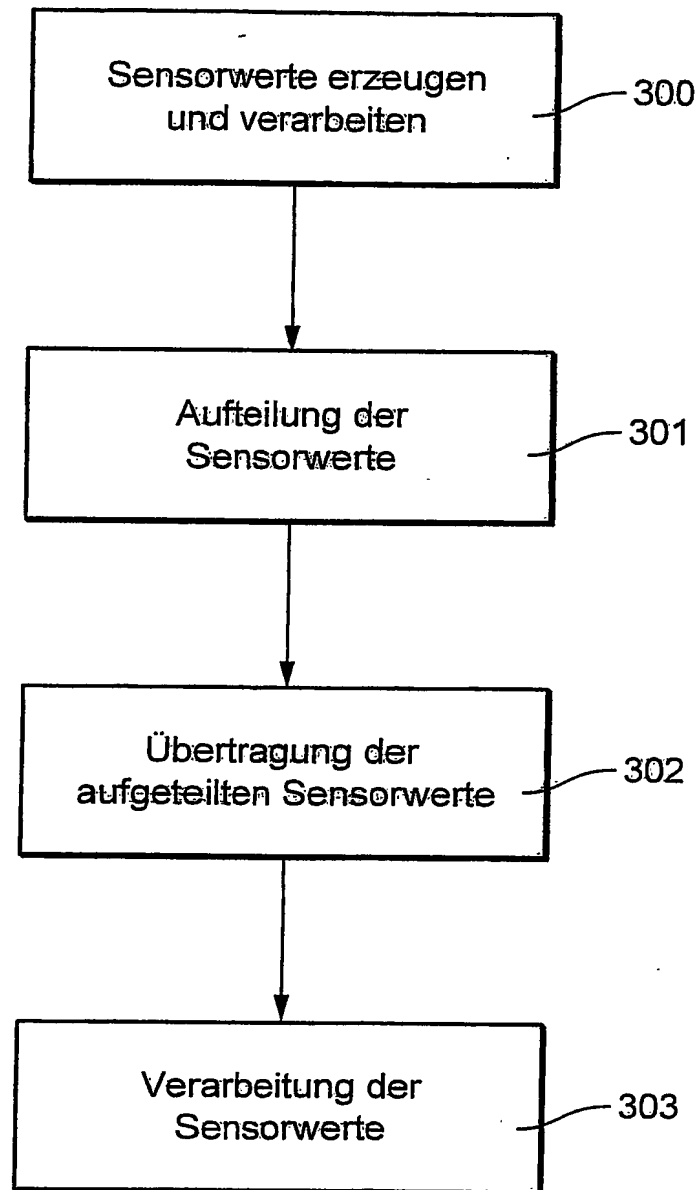 Sensorwerte erzeugen
und verarbeiten
300
Aufteilung der
Sensorwerte
301
Übertragung der
aufgeteilten Sensorwerte
302
Verarbeitung der
Sensorwerte
303